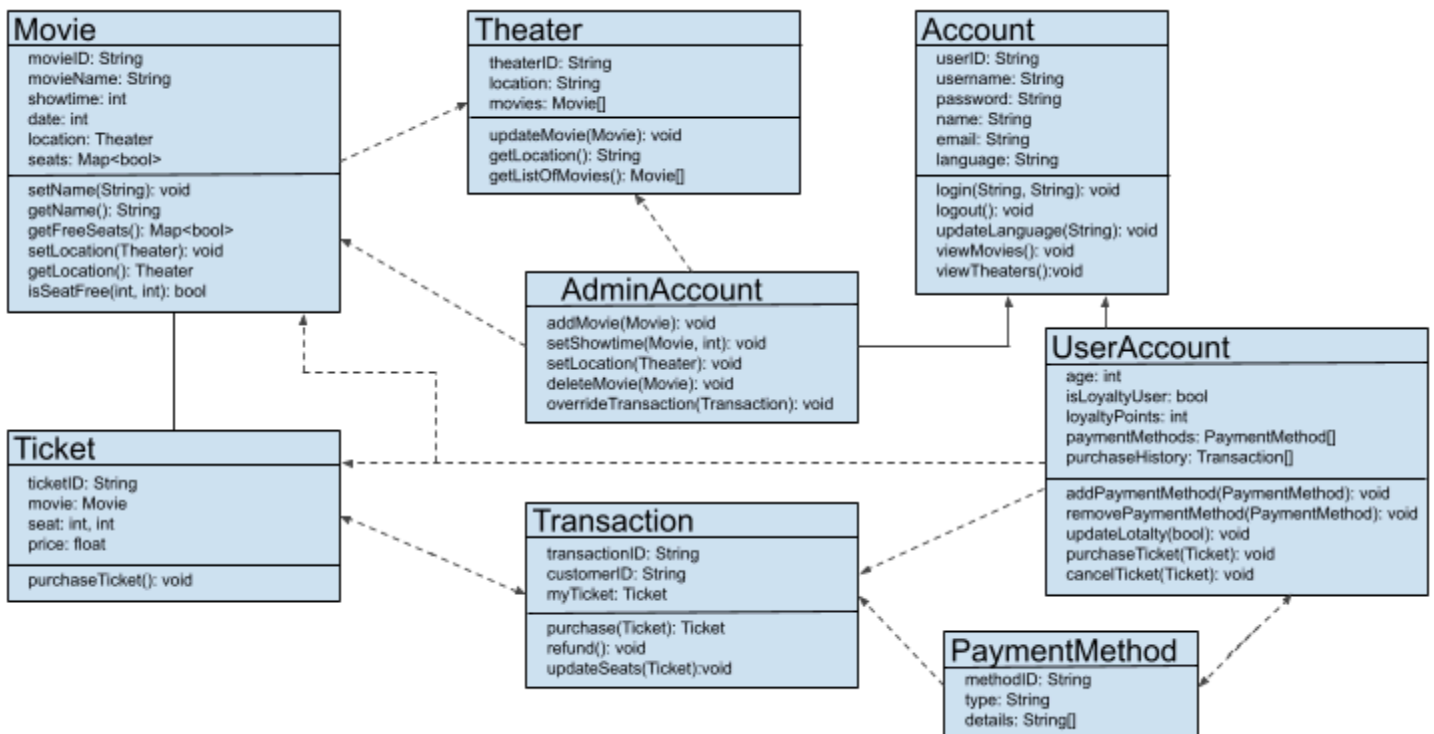 Movie
movieID: String
movieName: String
showtime: int
date: int
location: Theater
seats: Map<bool>
setName(String): void
getName(): String
getFreeSeats(): Map<bool>
setLocation(Theater): void
getLocation(): Theater
isSeatFree(int, int): bool
Theater
theaterID: String
location: String
movies: Movie[]
updateMovie(Movie): void
getLocation(): String
getListOfMovies(): Movie[]
Account
userID: String
username: String
password: String
name: String
email: String
language: String
login(String, String): void
logout(): void
updateLanguage(String): void
viewMovies(): void
viewTheaters():void
AdminAccount
addMovie(Movie): void
setShowtime(Movie, int): void
setLocation(Theater): void
deleteMovie(Movie): void
overrideTransaction(Transaction): void
UserAccount
age: int
isLoyaltyUser: bool
loyaltyPoints: int
paymentMethods: PaymentMethod[]
purchaseHistory: Transaction[]
addPaymentMethod(PaymentMethod): void
removePaymentMethod(PaymentMethod): void
updateLotalty(bool): void
purchaseTicket(Ticket): void
cancelTicket(Ticket): void
Ticket
ticketID: String
movie: Movie
seat: int, int
price: float
purchaseTicket(): void
Transaction
transactionID: String
customerID: String
myTicket: Ticket
purchase(Ticket): Ticket
refund(): void
updateSeats(Ticket):void
PaymentMethod
methodID: String
type: String
details: String[]